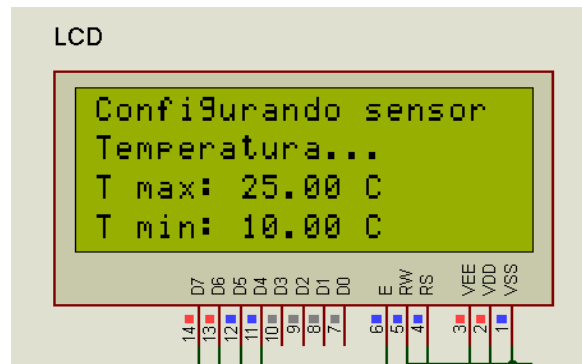 LCD
Configurando sensor
Temperatura...
T max: 25.00 C
T min: 10.00 C
D7 D6 D5 D4 D3 D2 D1 D0 E RW RS VEE VDD VSS
14 13 12 11 10 9 8 7 6 5 4 3 2 1